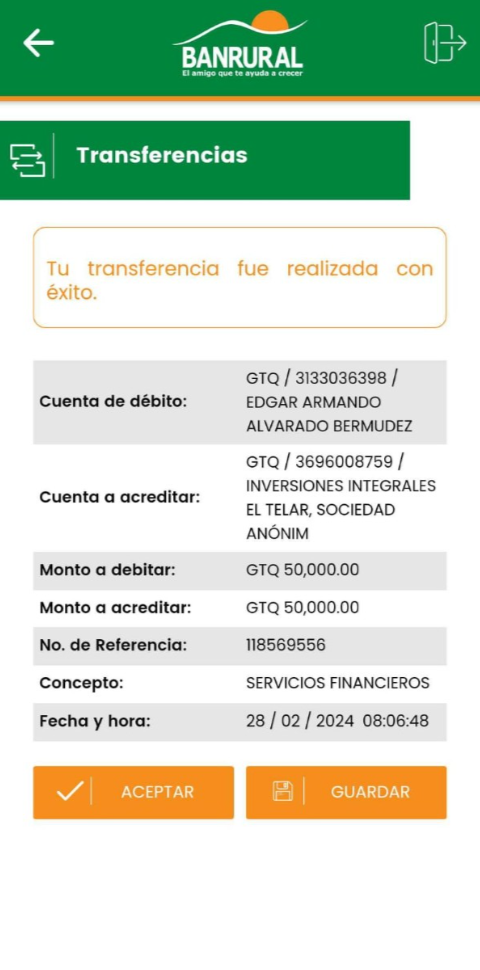 BANRURAL
El amigo que te ayuda a crecer
Transferencias
Tu transferencia fue realizada con
éxito.
Cuenta de débito:
GTQ / 3133036398 /
EDGAR ARMANDO
ALVARADO BERMUDEZ
Cuenta a acreditar:
GTQ / 3696008759 /
INVERSIONES INTEGRALES
EL TELAR, SOCIEDAD
ANÓNIM
Monto a debitar:
GTQ 50,000.00
Monto a acreditar:
GTQ 50,000.00
No. de Referencia:
118569556
Concepto:
SERVICIOS FINANCIEROS
Fecha y hora:
28 / 02 / 2024 08:06:48
ACEPTAR
GUARDAR